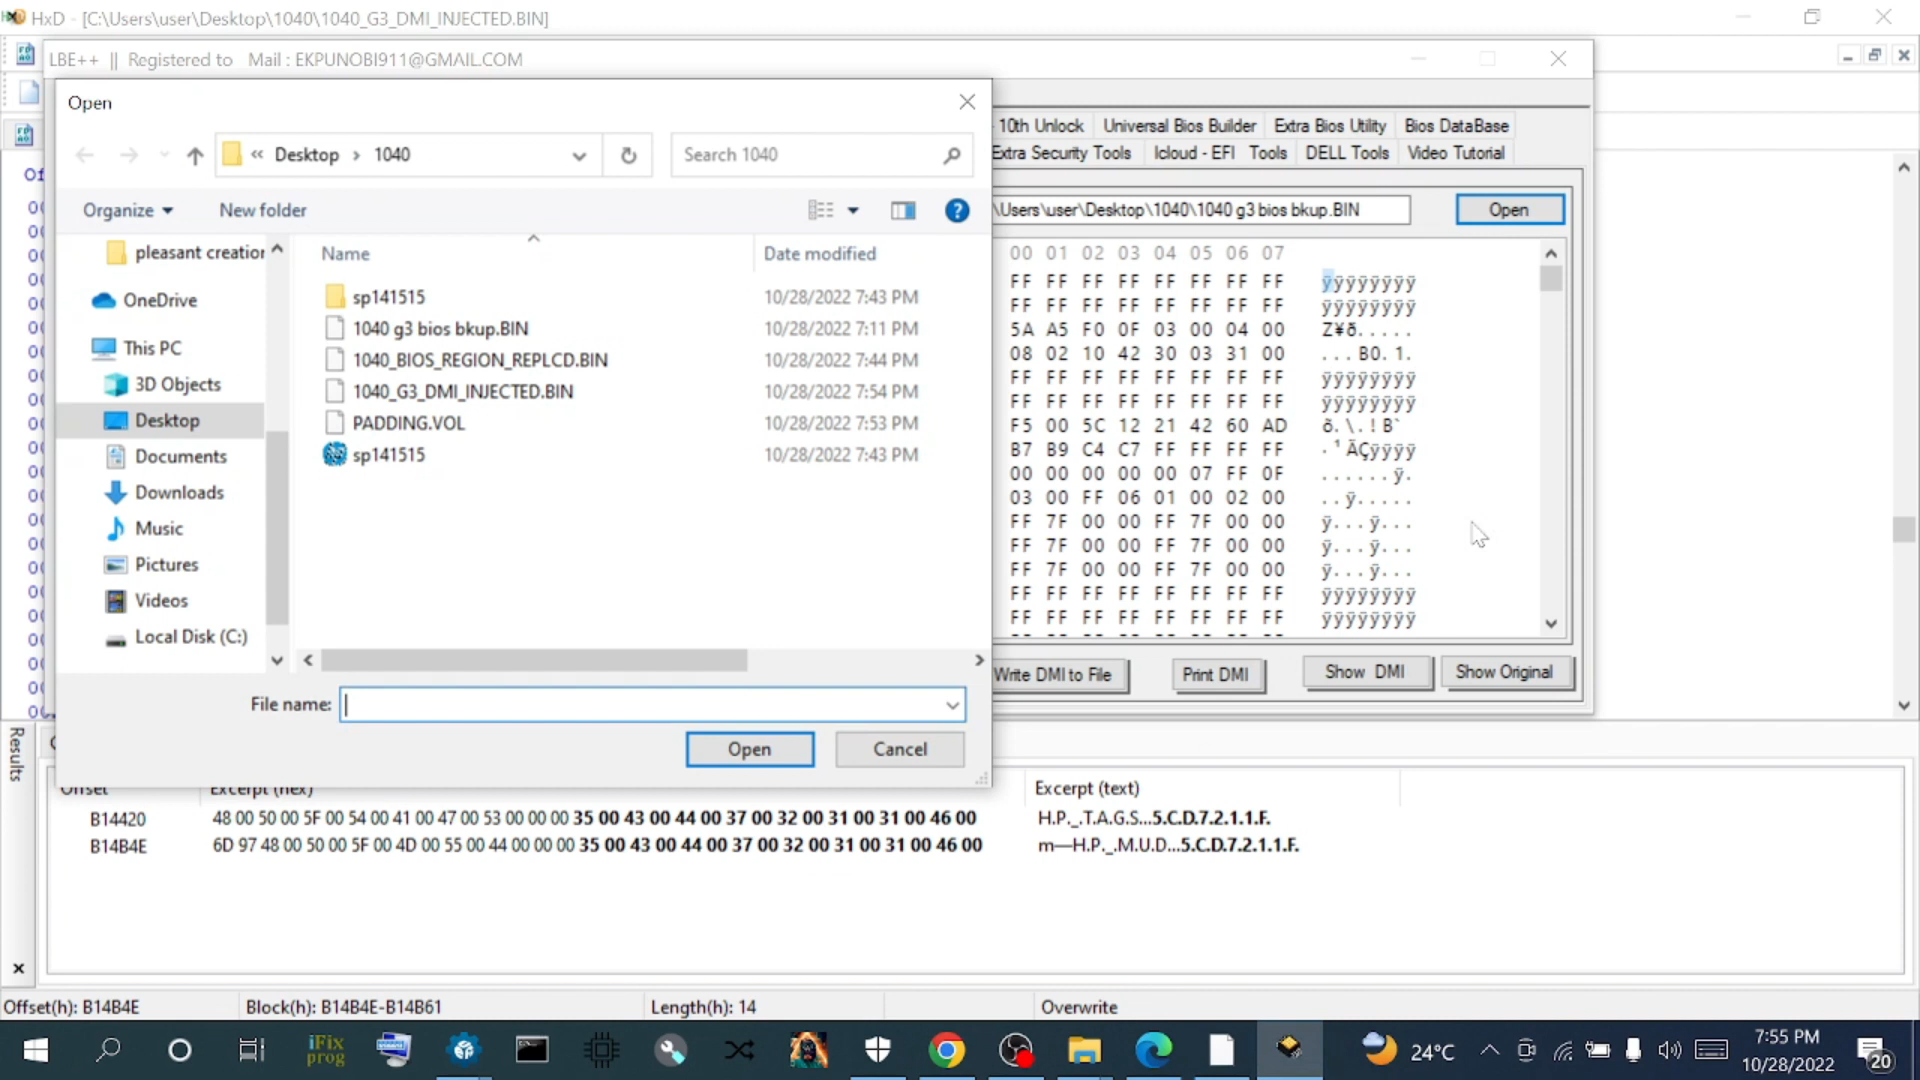 HxD - [C:\Users\user\Desktop\1040\1040_G3_DMI_INJECTED.BIN]
LBE++ || Registered to Mail : EKPUNOBI911@GMAIL.COM
Open
« Desktop › 1040
Search 1040
Organize
New folder
?
pleasant creation
OneDrive
This PC
3D Objects
Desktop
Documents
Downloads
Music
Pictures
Videos
Local Disk (C:)
Name Date modified
sp141515 10/28/2022 7:43 PM
1040 g3 bios bkup.BIN 10/28/2022 7:11 PM
1040_BIOS_REGION_REPLCD.BIN 10/28/2022 7:44 PM
1040_G3_DMI_INJECTED.BIN 10/28/2022 7:54 PM
PADDING.VOL 10/28/2022 7:53 PM
sp141515 10/28/2022 7:43 PM
File name:
Open Cancel
- 10th Unlock Universal Bios Builder Extra Bios Utility Bios DataBase
Extra Security Tools Icloud - EFI Tools DELL Tools Video Tutorial
\Users\user\Desktop\1040\1040 g3 bios bkup.BIN Open
00 01 02 03 04 05 06 07
FF FF FF FF FF FF FF FF ÿÿÿÿÿÿÿÿ
FF FF FF FF FF FF FF FF ÿÿÿÿÿÿÿÿ
5A A5 F0 0F 03 00 04 00 Z¥ð.....
08 02 10 42 30 03 31 00 ...B0.1.
FF FF FF FF FF FF FF FF ÿÿÿÿÿÿÿÿ
FF FF FF FF FF FF FF FF ÿÿÿÿÿÿÿÿ
F5 00 5C 12 21 42 60 AD õ.\.!B`
B7 B9 C4 C7 FF FF FF FF ·¹ÄÇÿÿÿÿ
00 00 00 00 00 07 FF 0F ......ÿ.
03 00 FF 06 01 00 02 00 ..ÿ.....
FF 7F 00 00 FF 7F 00 00 ÿ...ÿ...
FF 7F 00 00 FF 7F 00 00 ÿ...ÿ...
FF 7F 00 00 FF 7F 00 00 ÿ...ÿ...
FF FF FF FF FF FF FF FF ÿÿÿÿÿÿÿÿ
FF FF FF FF FF FF FF FF ÿÿÿÿÿÿÿÿ
Write DMI to File Print DMI Show DMI Show Original
Results
Offset Excerpt (hex) Excerpt (text)
B14420 48 00 50 00 5F 00 54 00 41 00 47 00 53 00 00 00 35 00 43 00 44 00 37 00 32 00 31 00 31 00 46 00 H.P._.T.A.G.S...5.C.D.7.2.1.1.F.
B14B4E 6D 97 48 00 50 00 5F 00 4D 00 55 00 44 00 00 00 35 00 43 00 44 00 37 00 32 00 31 00 31 00 46 00 m—H.P._.M.U.D...5.C.D.7.2.1.1.F.
Offset(h): B14B4E Block(h): B14B4E-B14B61 Length(h): 14 Overwrite
iFix
prog
24°C
7:55 PM
10/28/2022
20